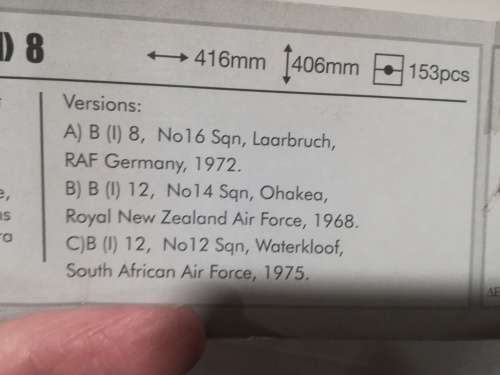 ) 8 416mm 406mm 153pcs
Versions:
A) B (I) 8, No16 Sqn, Laarbruch,
RAF Germany, 1972.
B) B (I) 12, No14 Sqn, Ohakea,
Royal New Zealand Air Force, 1968.
C)B (I) 12, No12 Sqn, Waterkloof,
South African Air Force, 1975.